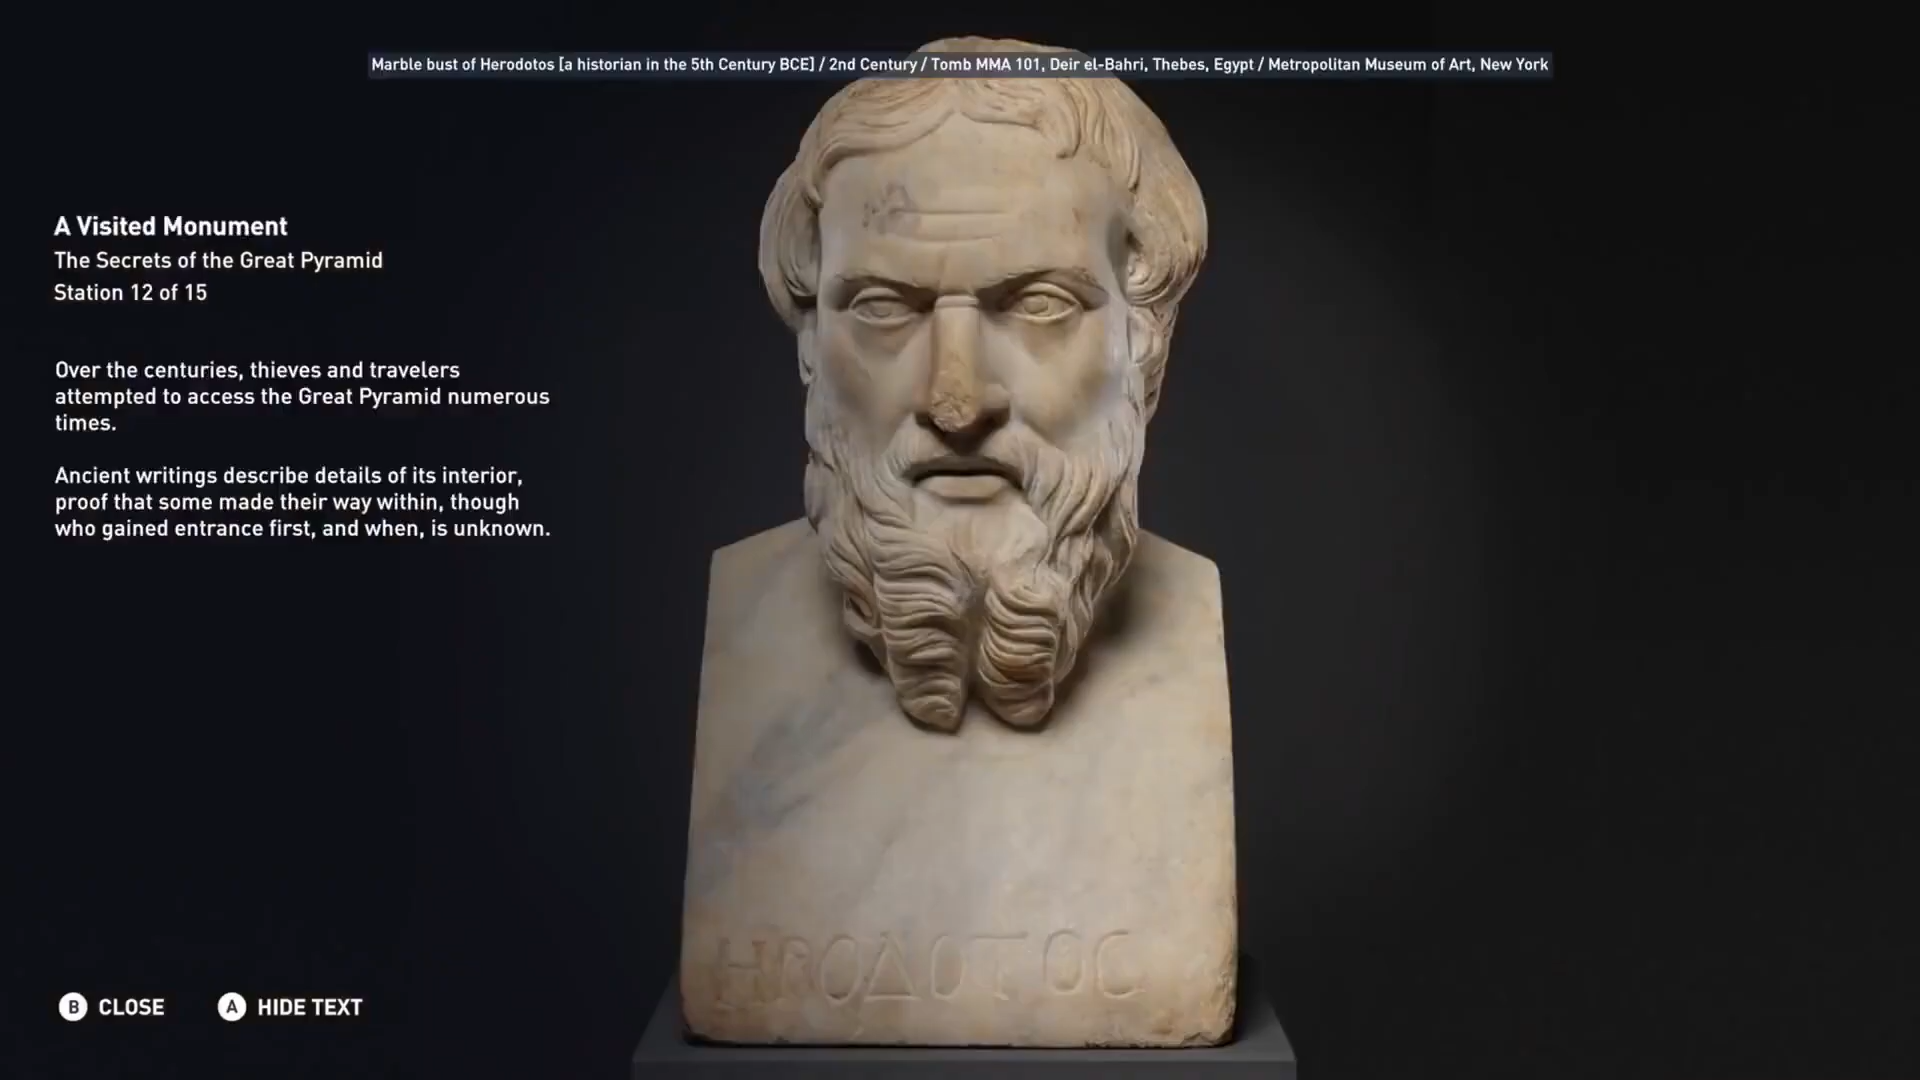 Marble bust of Herodotos [a historian in the 5th Century BCE] / 2nd Century / Tomb MMA 101, Deir el-Bahri, Thebes, Egypt / Metropolitan Museum of Art, New York
A Visited Monument
The Secrets of the Great Pyramid
Station 12 of 15
Over the centuries, thieves and travelers
attempted to access the Great Pyramid numerous
times.
Ancient writings describe details of its interior,
proof that some made their way within, though
who gained entrance first, and when, is unknown.
ΗΡΟΔΟΤΟϹ
B CLOSE A HIDE TEXT